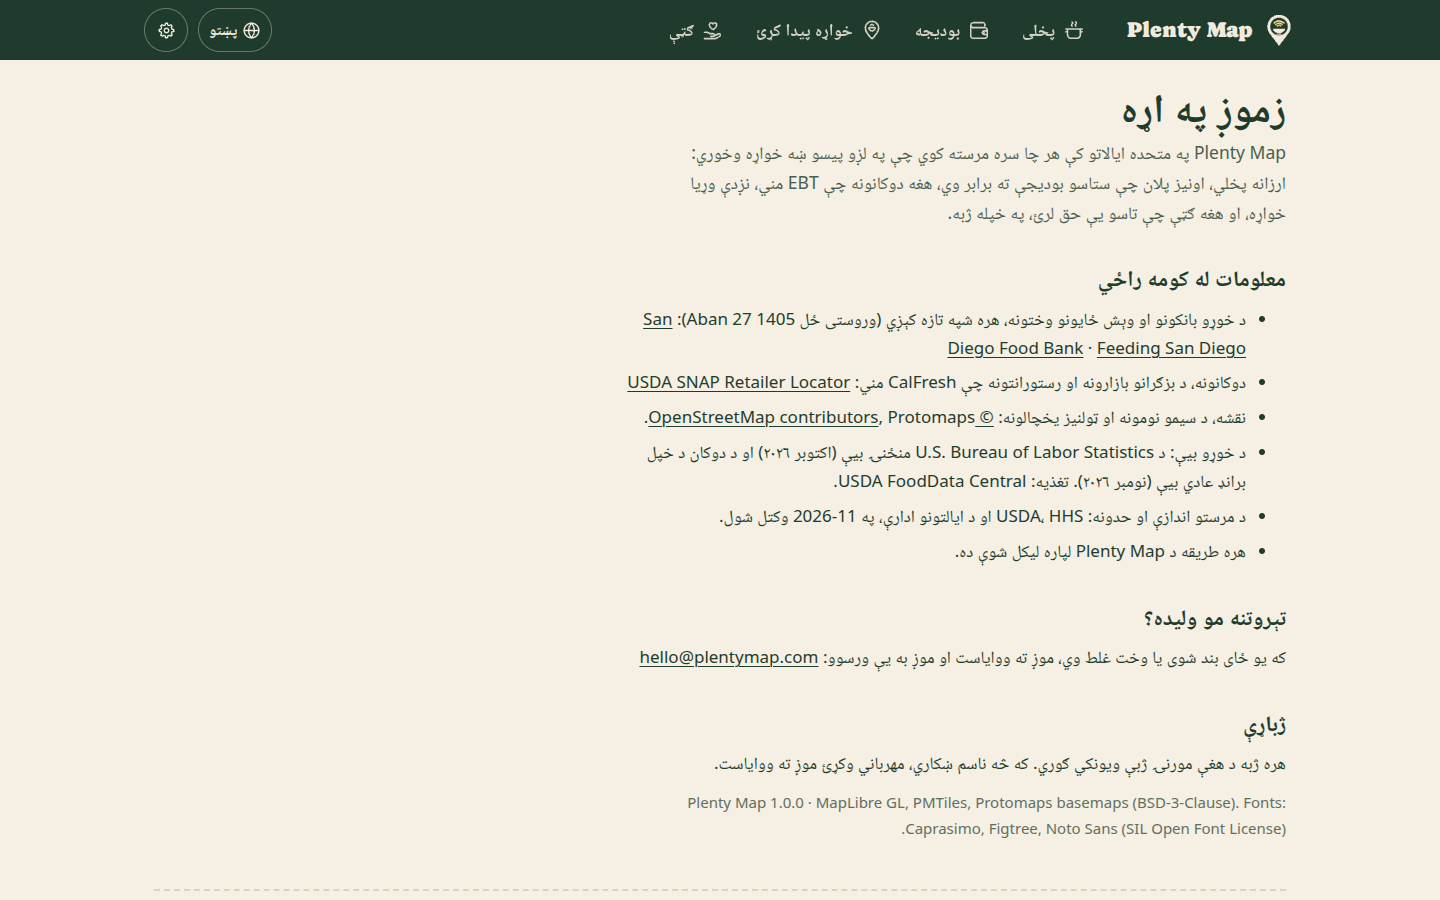 Plenty Map
پخلی
بودیجه
خواړه پیدا کړئ
ګټې
پښتو
زموږ په اړه
Plenty Map په متحده ایالاتو کې هر چا سره مرسته کوي چې په لږو پیسو ښه خواړه وخوري:
ارزانه پخلي، اونیز پلان چې ستاسو بودیجې ته برابر وي، هغه دوکانونه چې EBT مني، نږدې وړیا
خواړه، او هغه ګټې چې تاسو یې حق لرئ، په خپله ژبه.
معلومات له کومه راځي
د خوړو بانکونو او وېش ځایونو وختونه، هره شپه تازه کېږي (وروستی ځل Aban 27 1405): San
Diego Food Bank · Feeding San Diego
دوکانونه، د بزګرانو بازارونه او رستورانتونه چې CalFresh مني: USDA SNAP Retailer Locator
نقشه، د سیمو نومونه او ټولنیز یخچالونه: © OpenStreetMap contributors, Protomaps.
د خوړو بیې: د U.S. Bureau of Labor Statistics منځنۍ بیې (اکتوبر ۲۰۲۶) او د دوکان د خپل
برانډ عادي بیې (نومبر ۲۰۲۶). تغذیه: USDA FoodData Central.
د مرستو اندازې او حدونه: USDA، HHS او د ایالتونو ادارې، په 2026-11 وکتل شول.
هره طریقه د Plenty Map لپاره لیکل شوې ده.
تېروتنه مو ولیده؟
که یو ځای بند شوی یا وخت غلط وي، موږ ته ووایاست او موږ به یې ورسوو: hello@plentymap.com
ژباړې
هره ژبه د هغې مورنۍ ژبې ویونکي ګوري. که څه ناسم ښکاري، مهرباني وکړئ موږ ته ووایاست.
Plenty Map 1.0.0 · MapLibre GL, PMTiles, Protomaps basemaps (BSD-3-Clause). Fonts:
Caprasimo, Figtree, Noto Sans (SIL Open Font License).